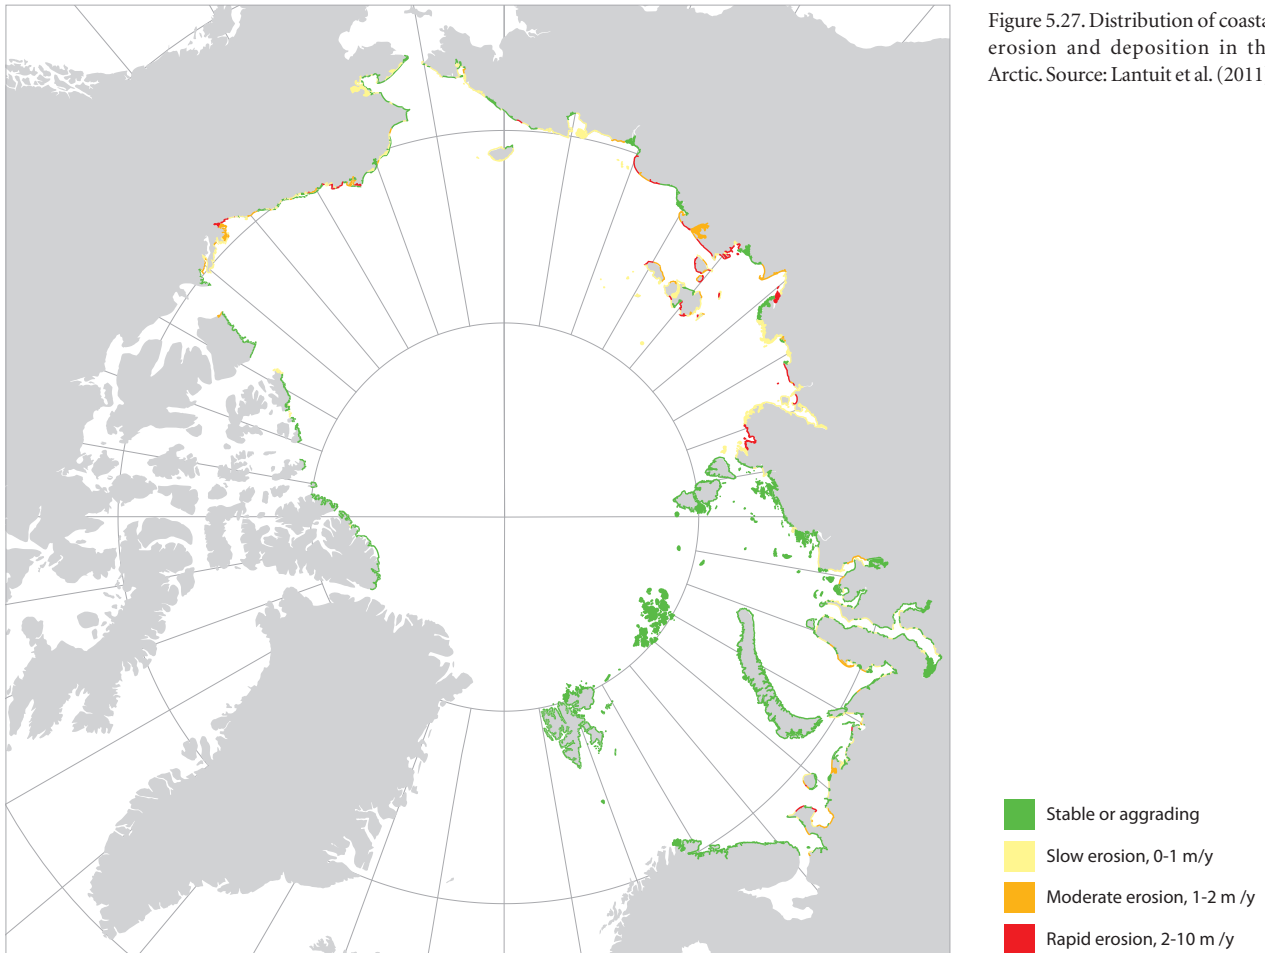 Figure 5.27. Distribution of coasta
erosion and deposition in th
Arctic. Source: Lantuit et al. (2011
Stable or aggrading
Slow erosion, 0-1 m/y
Moderate erosion, 1-2 m /y
Rapid erosion, 2-10 m /y